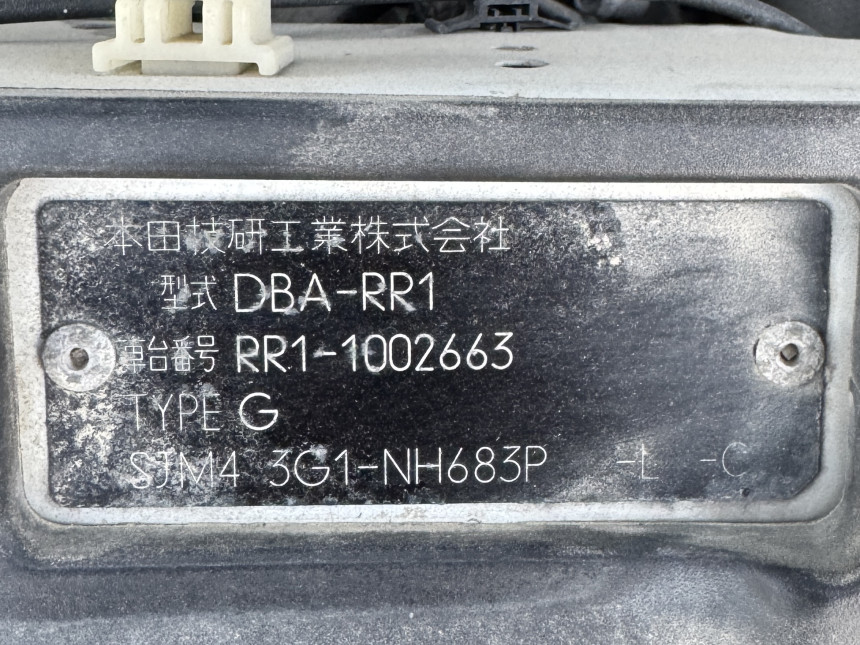 本田技研工業株式会社
型式 DBA-RR1
車台番号 RR1-1002663
TYPE G
SJM4 3G1-NH683P -L -C